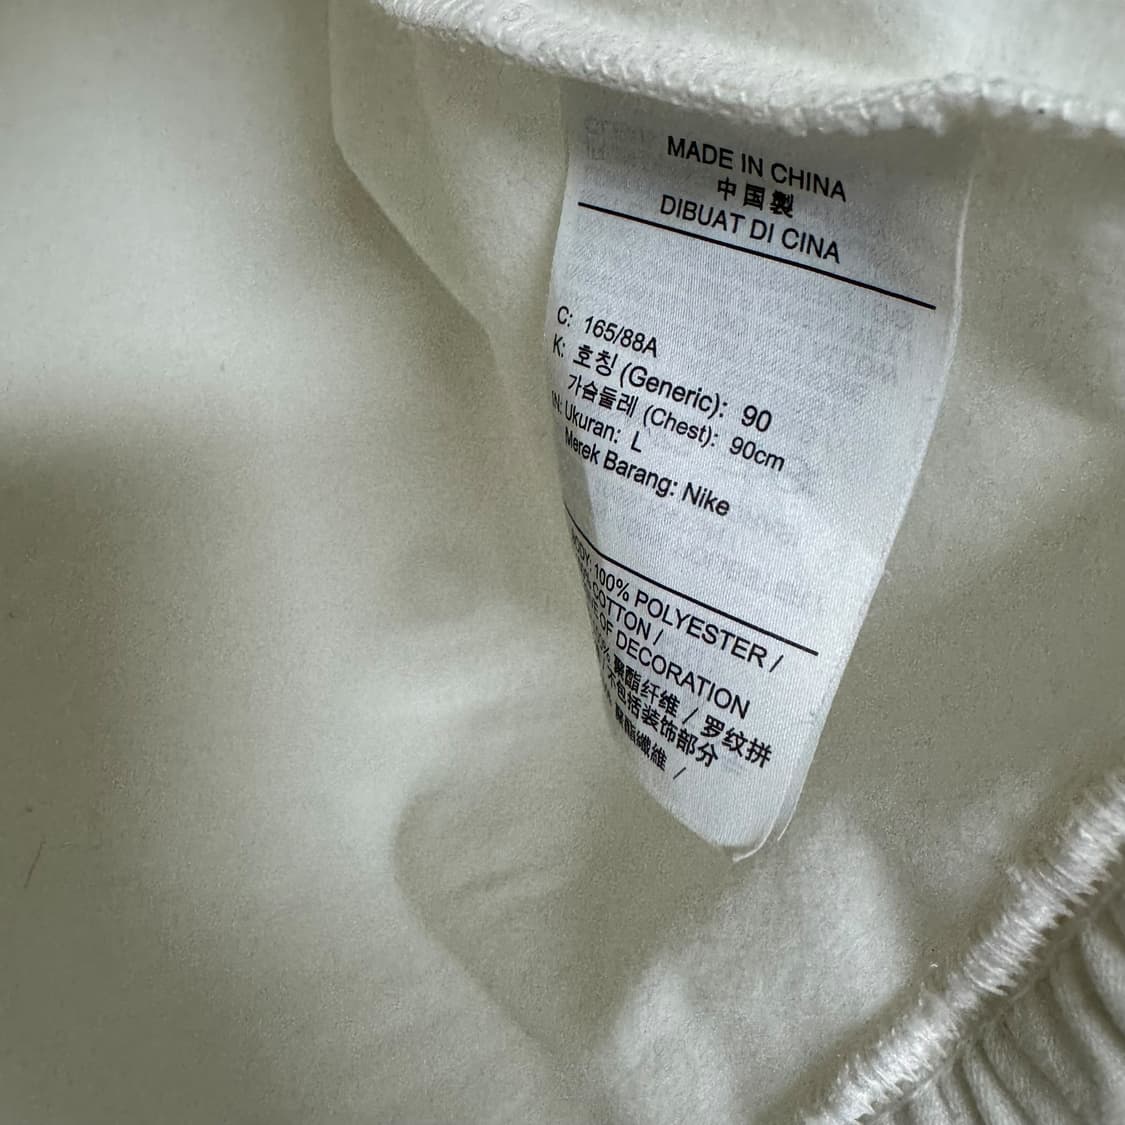 MADE IN CHINA
中国製
DIBUAT DI CINA
C: 165/88A
K: 호칭 (Generic): 90
가슴둘레 (Chest): 90cm
IN: Ukuran: L
Merek Barang: Nike
BODY: 100% POLYESTER /
COTTON /
OF DECORATION
聚酯纤维 / 罗纹拼
/ 不包括装饰部分
聚酯纖維 /